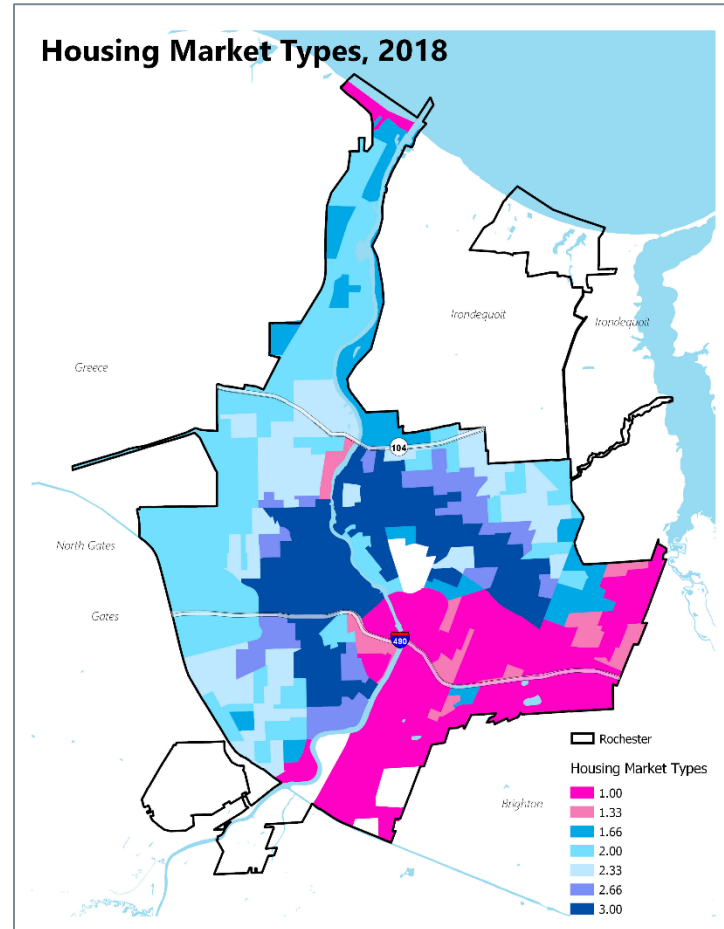 Housing Market Types, 2018
Irondequoit
Irondequoit
Greece
104
North Gates
Gates
490
Rochester
Housing Market Types
Brighton
1.00
1.33
1.66
2.00
2.33
2.66
3.00